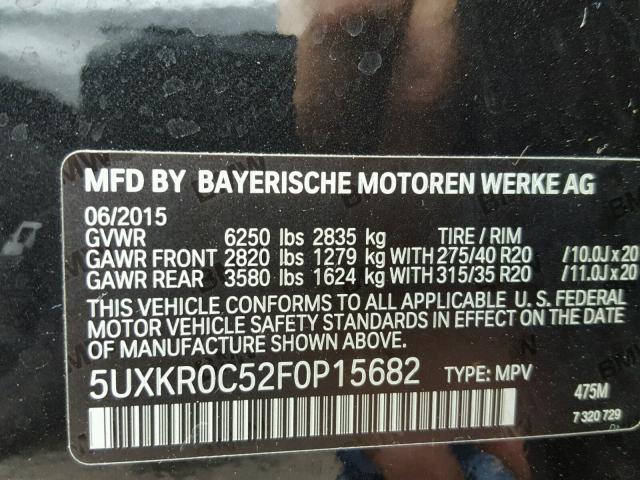 MFD BY BAYERISCHE MOTOREN WERKE AG
06/2015
GVWR 6250 lbs 2835 kg TIRE / RIM
GAWR FRONT 2820 lbs 1279 kg WITH 275/40 R20 /10.0J x 20
GAWR REAR 3580 lbs 1624 kg WITH 315/35 R20 /11.0J x 20
THIS VEHICLE CONFORMS TO ALL APPLICABLE U. S. FEDERAL
MOTOR VEHICLE SAFETY STANDARDS IN EFFECT ON THE DATE
OF MANUFACTURE SHOWN ABOVE.
5UXKR0C52F0P15682 TYPE: MPV
475M
7 320 729